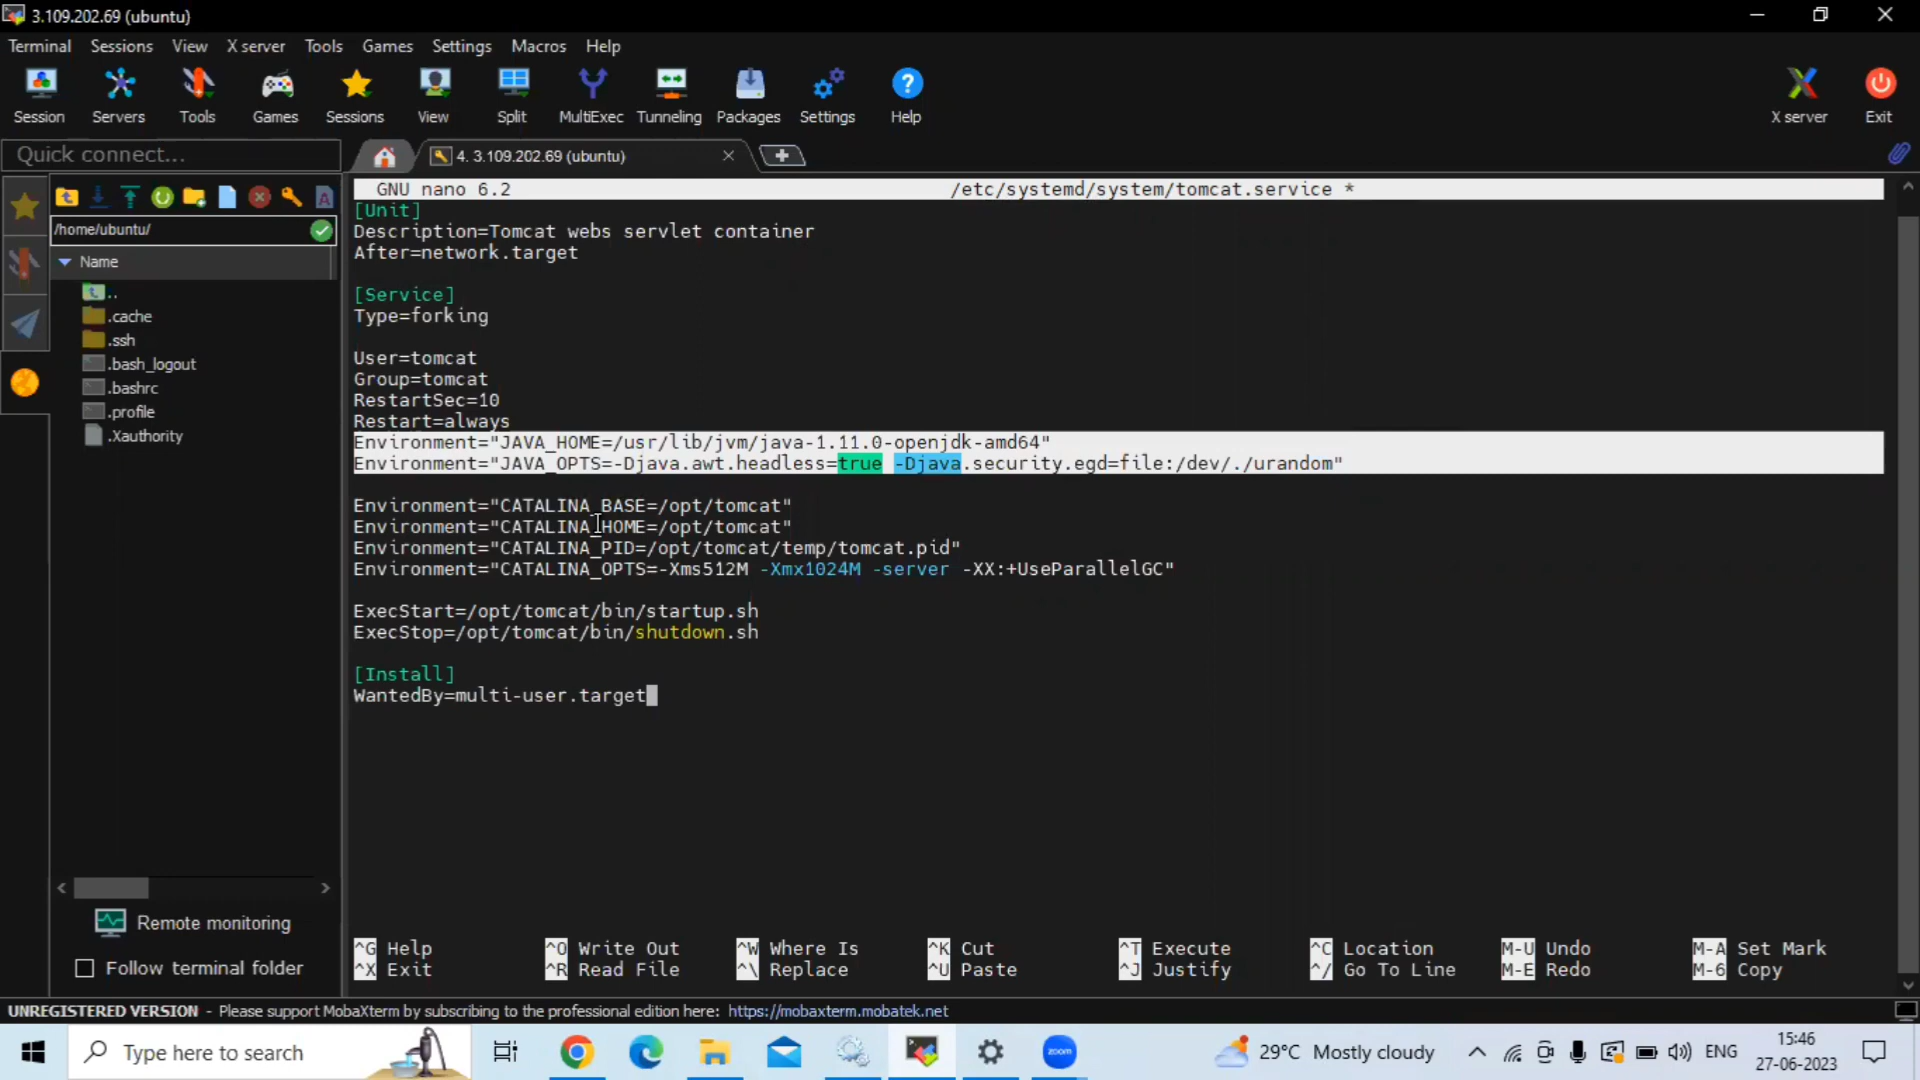 3.109.202.69 (ubuntu)
Terminal Sessions View X server Tools Games Settings Macros Help
Session Servers Tools Games Sessions View Split MultiExec Tunneling Packages Settings Help X server Exit
Quick connect...
4. 3.109.202.69 (ubuntu)
/home/ubuntu/
Name
..
.cache
.ssh
.bash_logout
.bashrc
.profile
.Xauthority
GNU nano 6.2 /etc/systemd/system/tomcat.service *
[Unit]
Description=Tomcat webs servlet container
After=network.target
[Service]
Type=forking
User=tomcat
Group=tomcat
RestartSec=10
Restart=always
Environment="JAVA_HOME=/usr/lib/jvm/java-1.11.0-openjdk-amd64"
Environment="JAVA_OPTS=-Djava.awt.headless=true -Djava.security.egd=file:/dev/./urandom"
Environment="CATALINA_BASE=/opt/tomcat"
Environment="CATALINA_HOME=/opt/tomcat"
Environment="CATALINA_PID=/opt/tomcat/temp/tomcat.pid"
Environment="CATALINA_OPTS=-Xms512M -Xmx1024M -server -XX:+UseParallelGC"
ExecStart=/opt/tomcat/bin/startup.sh
ExecStop=/opt/tomcat/bin/shutdown.sh
[Install]
WantedBy=multi-user.target
Remote monitoring
Follow terminal folder
^G Help ^O Write Out ^W Where Is ^K Cut ^T Execute ^C Location M-U Undo M-A Set Mark
^X Exit ^R Read File ^\ Replace ^U Paste ^J Justify ^/ Go To Line M-E Redo M-6 Copy
UNREGISTERED VERSION - Please support MobaXterm by subscribing to the professional edition here: https://mobaxterm.mobatek.net
Type here to search
zoom
29°C Mostly cloudy
ENG
15:46
27-06-2023